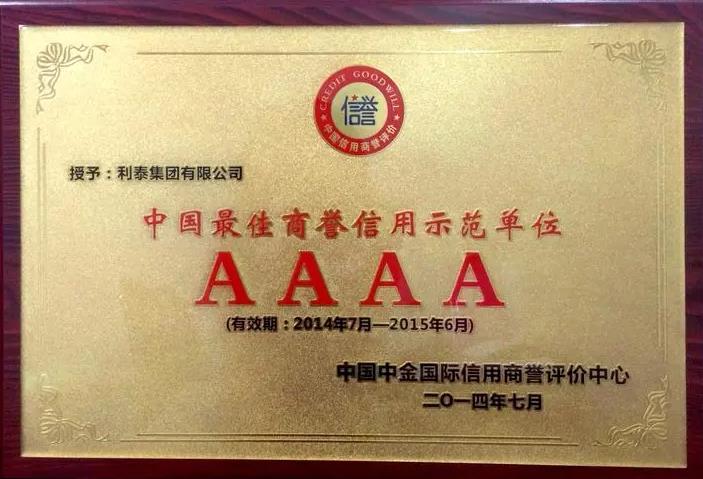 CREDIT GOODWILL
信誉
中国信用商誉评价
授予：利泰集团有限公司
中国最佳商誉信用示范单位
AAAA
(有效期：2014年7月—2015年6月)
中国中金国际信用商誉评价中心
二〇一四年七月